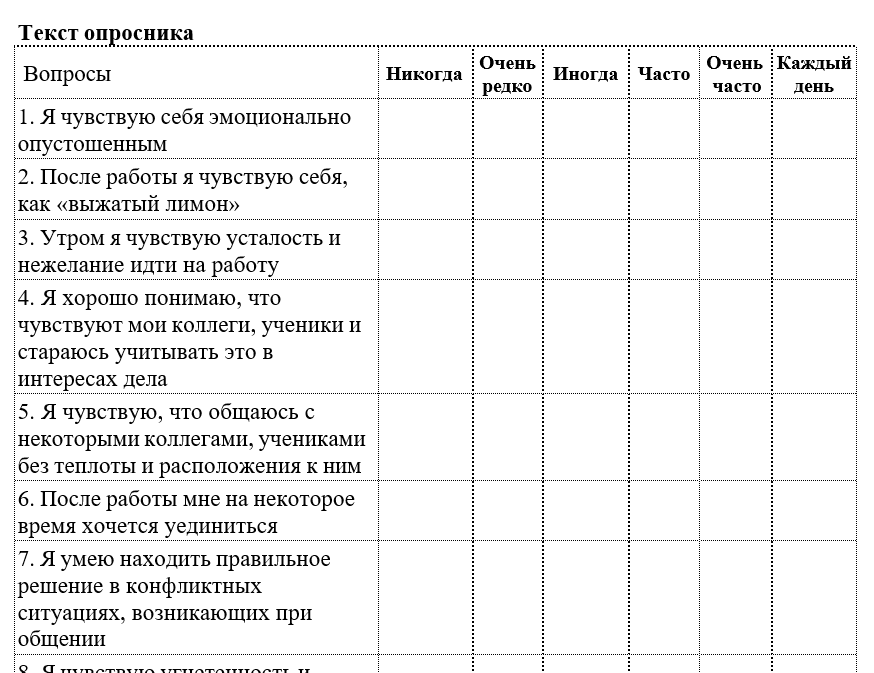 Текст опросника
Вопросы Никогда Очень редко Иногда Часто Очень часто Каждый день
1. Я чувствую себя эмоционально
опустошенным
2. После работы я чувствую себя,
как «выжатый лимон»
3. Утром я чувствую усталость и
нежелание идти на работу
4. Я хорошо понимаю, что
чувствуют мои коллеги, ученики и
стараюсь учитывать это в
интересах дела
5. Я чувствую, что общаюсь с
некоторыми коллегами, учениками
без теплоты и расположения к ним
6. После работы мне на некоторое
время хочется уединиться
7. Я умею находить правильное
решение в конфликтных
ситуациях, возникающих при
общении
8. Я чувствую угнетенность и